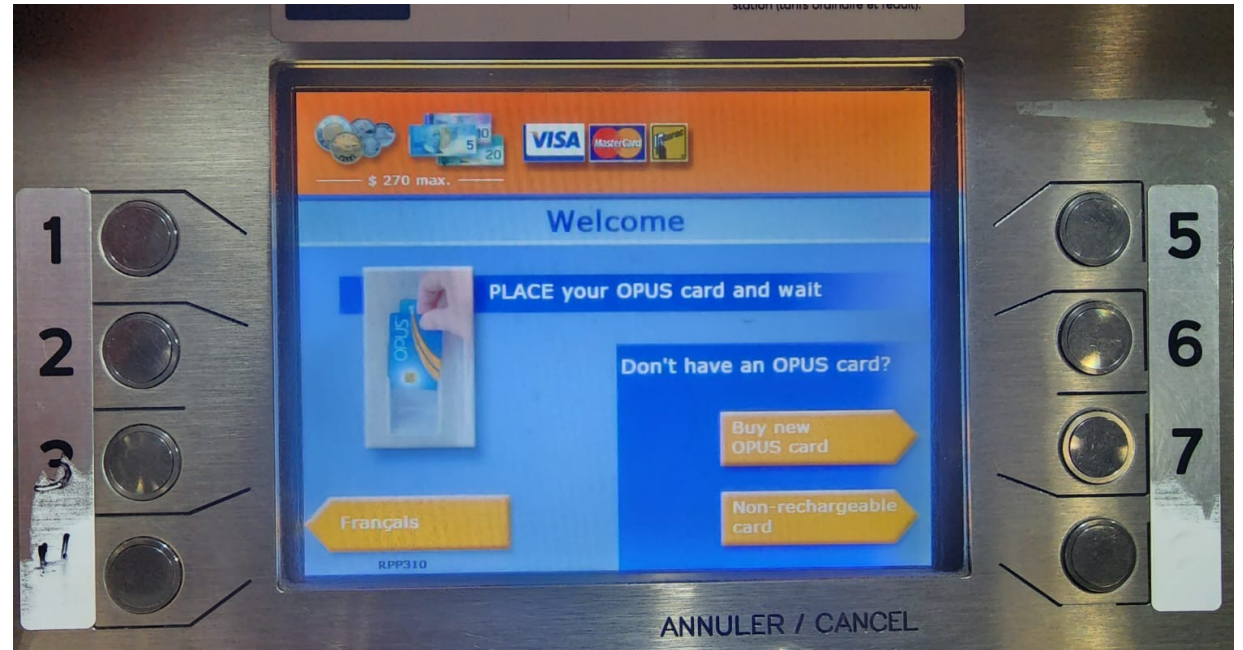 station (tarifs ordinaire et réduit).
10
5
20
VISA
MasterCard
$ 270 max.
Welcome
1
5
PLACE your OPUS card and wait
OPUS
2
6
Don't have an OPUS card?
Buy new
OPUS card
3
7
Non-rechargeable
card
Français
4
RPP310
ANNULER / CANCEL